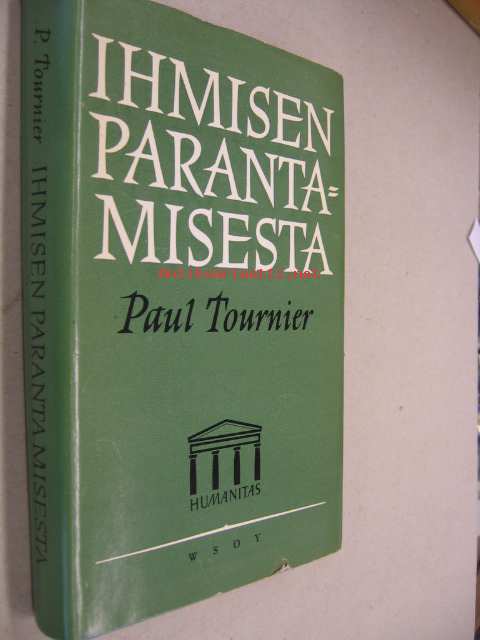 P. Tournier IHMISEN PARANTAMISESTA
IHMISEN
PARANTA=
MISESTA
Paul Tournier
HUMANITAS
WSOY